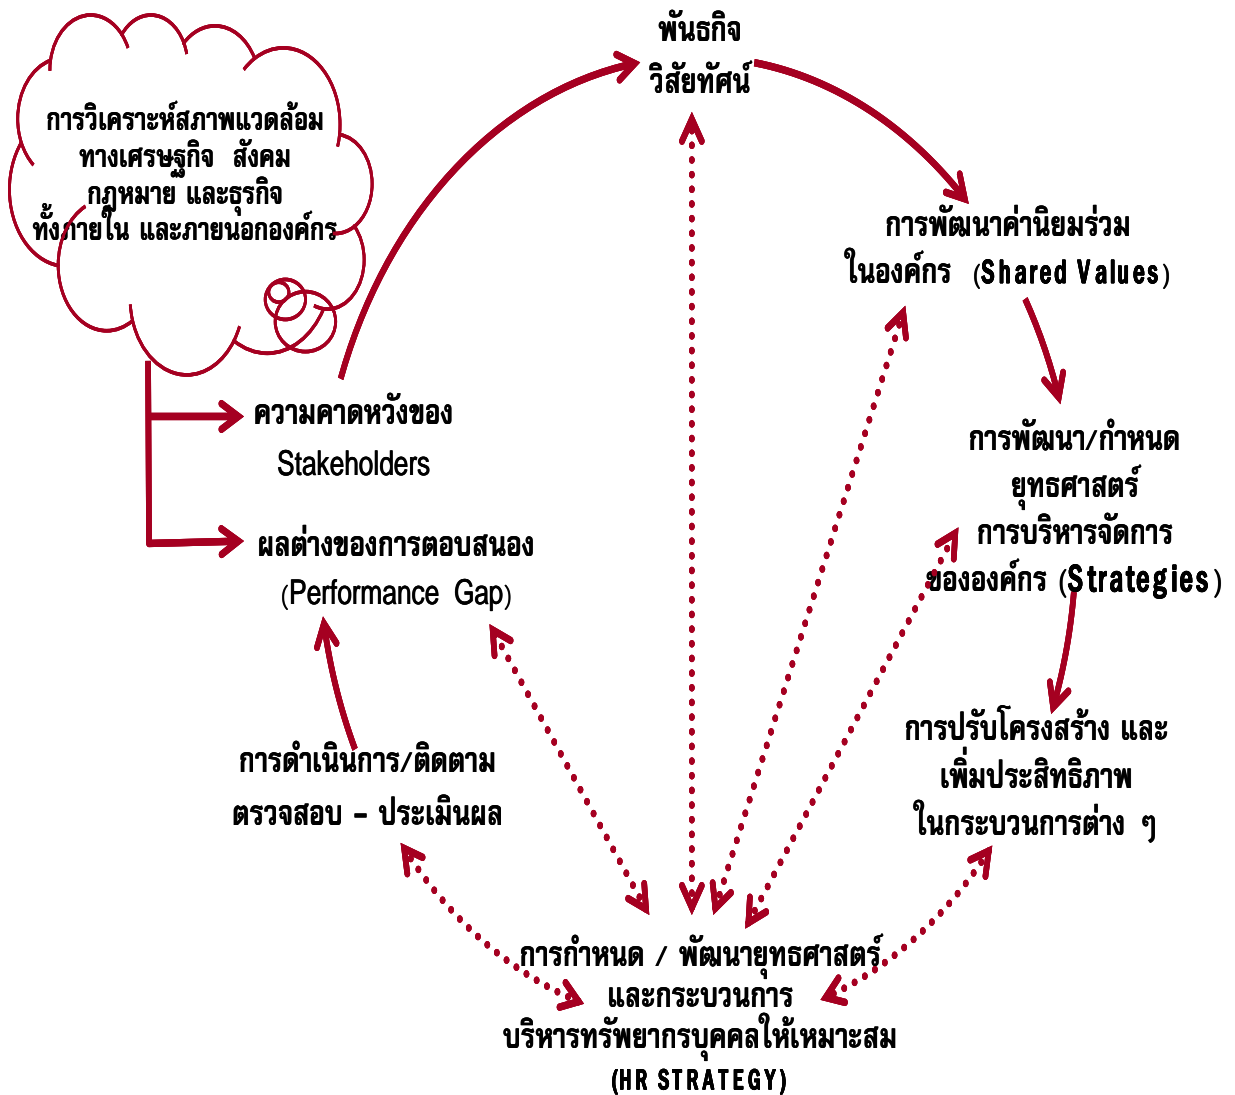 พันธกิจ
วิสัยทัศน์
การวิเคราะห์สภาพแวดล้อม
ทางเศรษฐกิจ สังคม
กฎหมาย และธุรกิจ
ทั้งภายใน และภายนอกองค์กร
การพัฒนาค่านิยมร่วม
ในองค์กร (Shared Values)
ความคาดหวังของ
Stakeholders
การพัฒนา/กำหนด
ยุทธศาสตร์
การบริหารจัดการ
ขององค์กร (Strategies)
ผลต่างของการตอบสนอง
(Performance Gap)
การปรับโครงสร้าง และ
เพิ่มประสิทธิภาพ
ในกระบวนการต่าง ๆ
การดำเนินการ/ติดตาม
ตรวจสอบ - ประเมินผล
การกำหนด / พัฒนายุทธศาสตร์
และกระบวนการ
บริหารทรัพยากรบุคคลให้เหมาะสม
(HR STRATEGY)